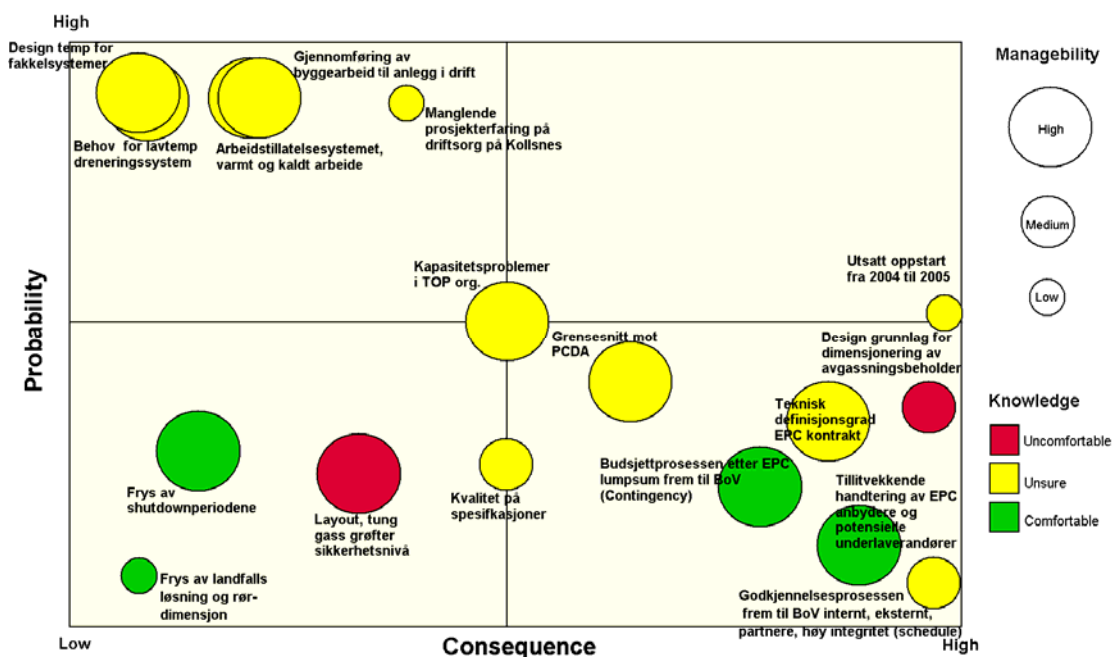 High
Design temp for
fakkelsystemer
Gjennomføring av
byggearbeid til anlegg i drift
Manglende
prosjekterfaring på
driftsorg på Kollsnes
Behov for lavtemp
dreneringssystem
Arbeidstillatelsesystemet,
varmt og kaldt arbeide
Managebility
High
Medium
Low
Kapasitetsproblemer
i TOP org.
Utsatt oppstart
fra 2004 til 2005
Grensesnitt mot
PCDA
Design grunnlag for
dimensjonering av
avgassningsbeholder
Probability
Teknisk
definisjonsgrad
EPC kontrakt
Knowledge
Uncomfortable
Unsure
Comfortable
Budsjettprosessen etter EPC
lumpsum frem til BoV
(Contingency)
Tillitvekkende
handtering av EPC
anbydere og
potensielle
underlaverandører
Frys av
shutdownperiodene
Layout, tung
gass grøfter
sikkerhetsnivå
Kvalitet på
spesifkasjoner
Frys av landfalls
løsning og rør-
dimensjon
Godkjennelsesprosessen
frem til BoV internt, eksternt,
partnere, høy integritet (schedule)
Low
Consequence
High